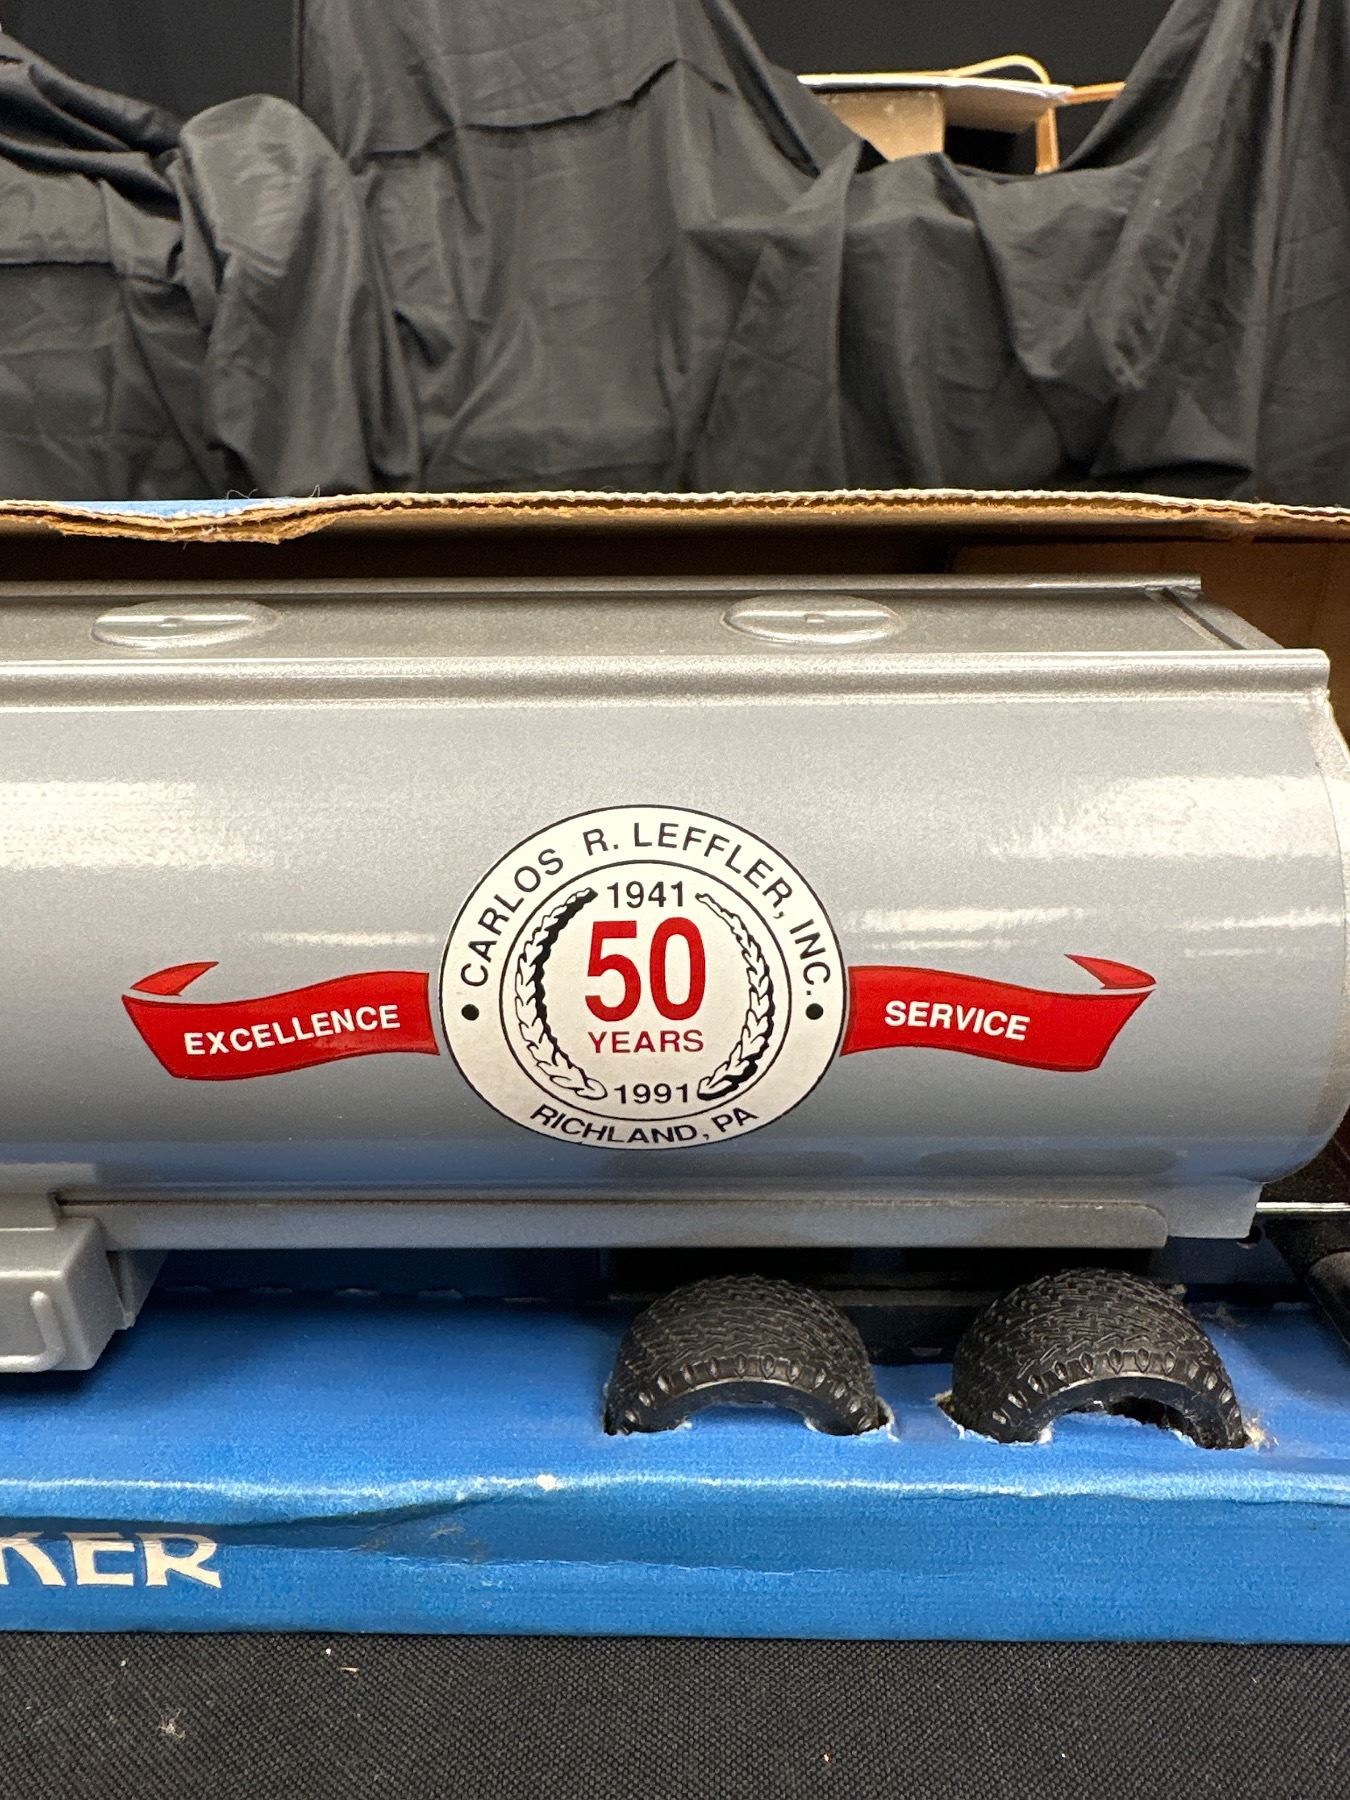 CARLOS R. LEFFLER, INC.
1941
50
YEARS
1991
RICHLAND, PA
EXCELLENCE
SERVICE
KER